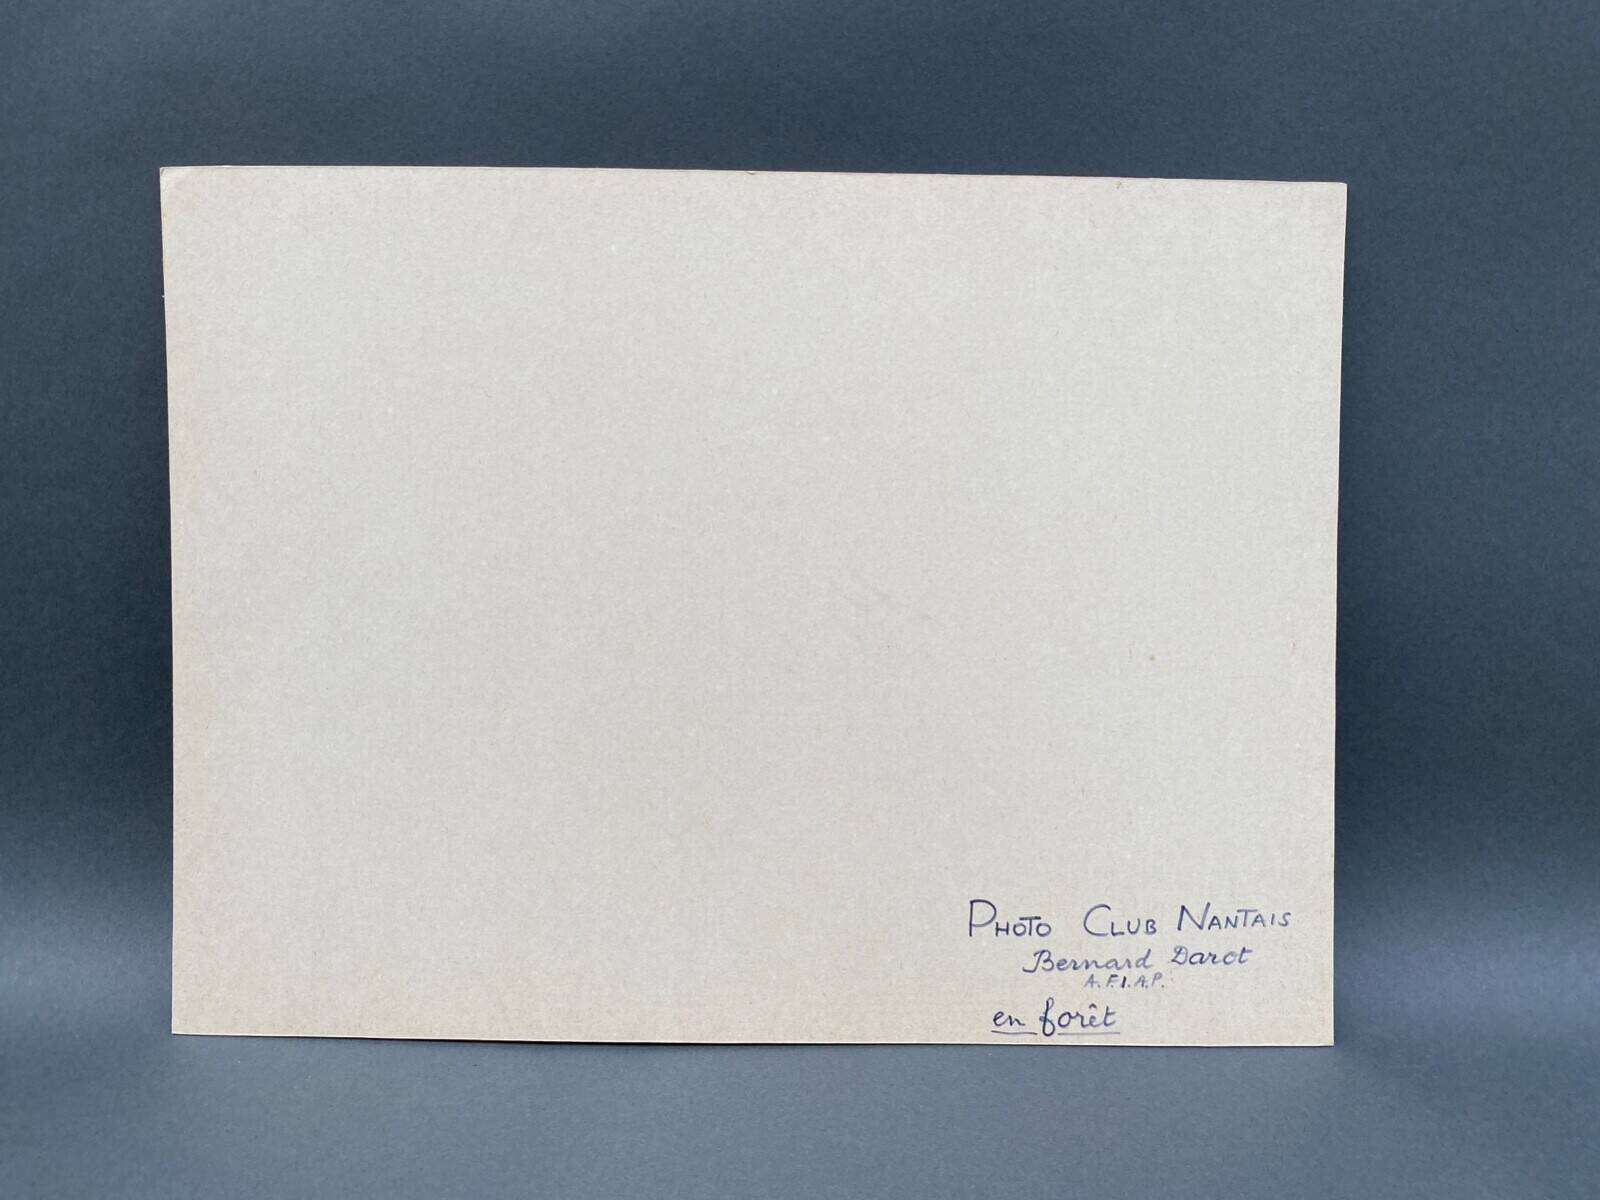 PHOTO CLUB NANTAIS
Bernard Darot
A.F.I.A.P.
en forêt